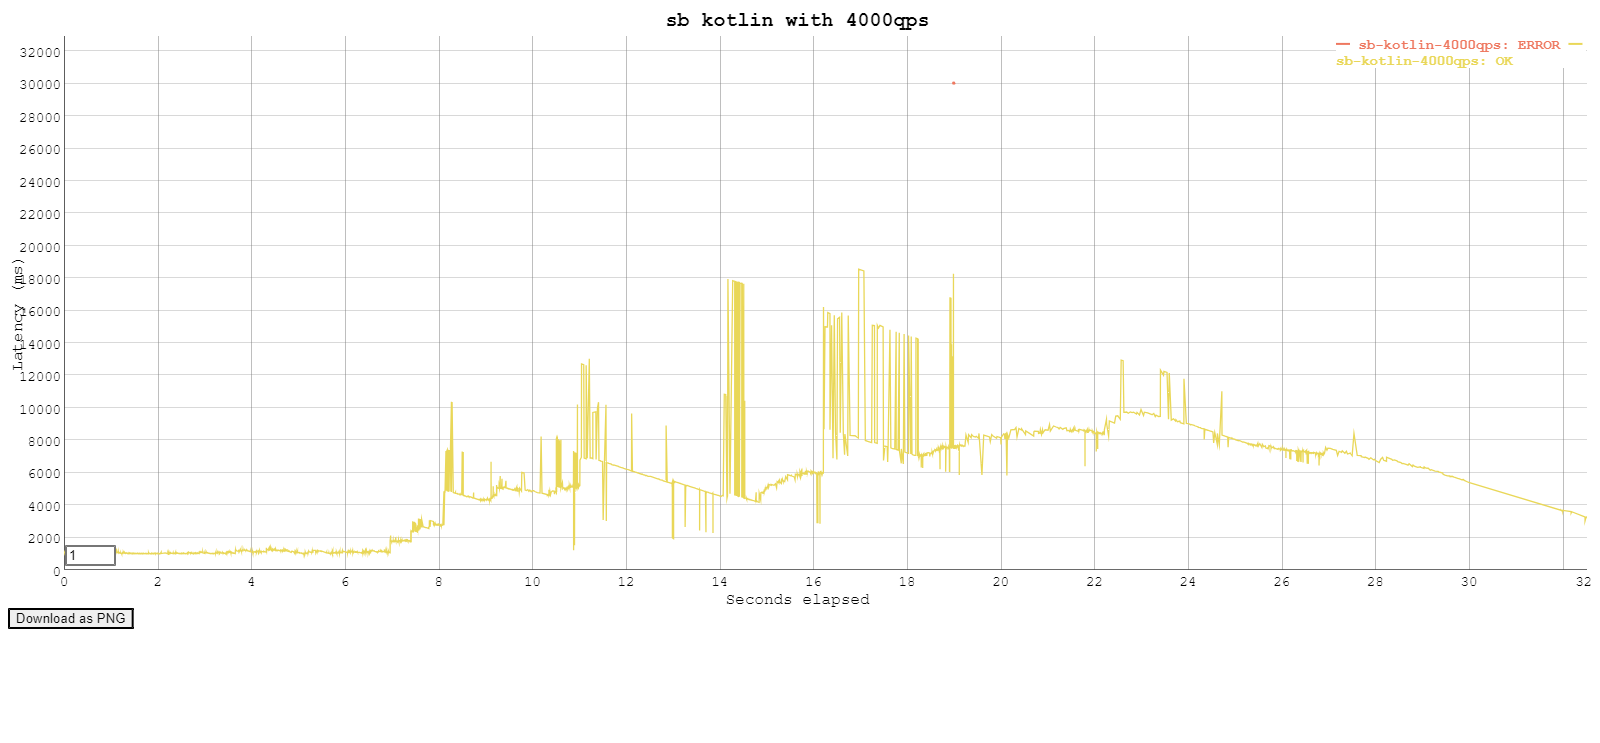 sb kotlin with 4000qps
sb-kotlin-4000qps: ERROR
sb-kotlin-4000qps: OK
32000
30000
28000
26000
24000
22000
20000
18000
16000
14000
12000
10000
8000
6000
4000
2000
0
Latency (ms)
1
0 2 4 6 8 10 12 14 16 18 20 22 24 26 28 30 32
Seconds elapsed
Download as PNG